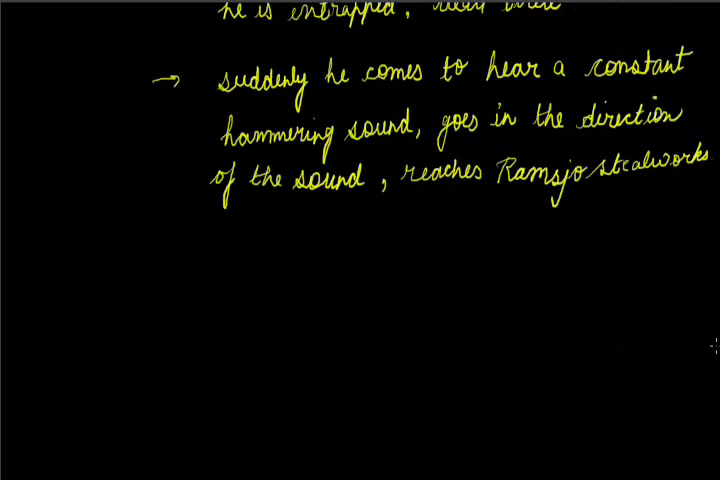 he is entrapped,
→ suddenly he comes to hear a constant
hammering sound, goes in the direction
of the sound, reaches Ramsjo stealworks